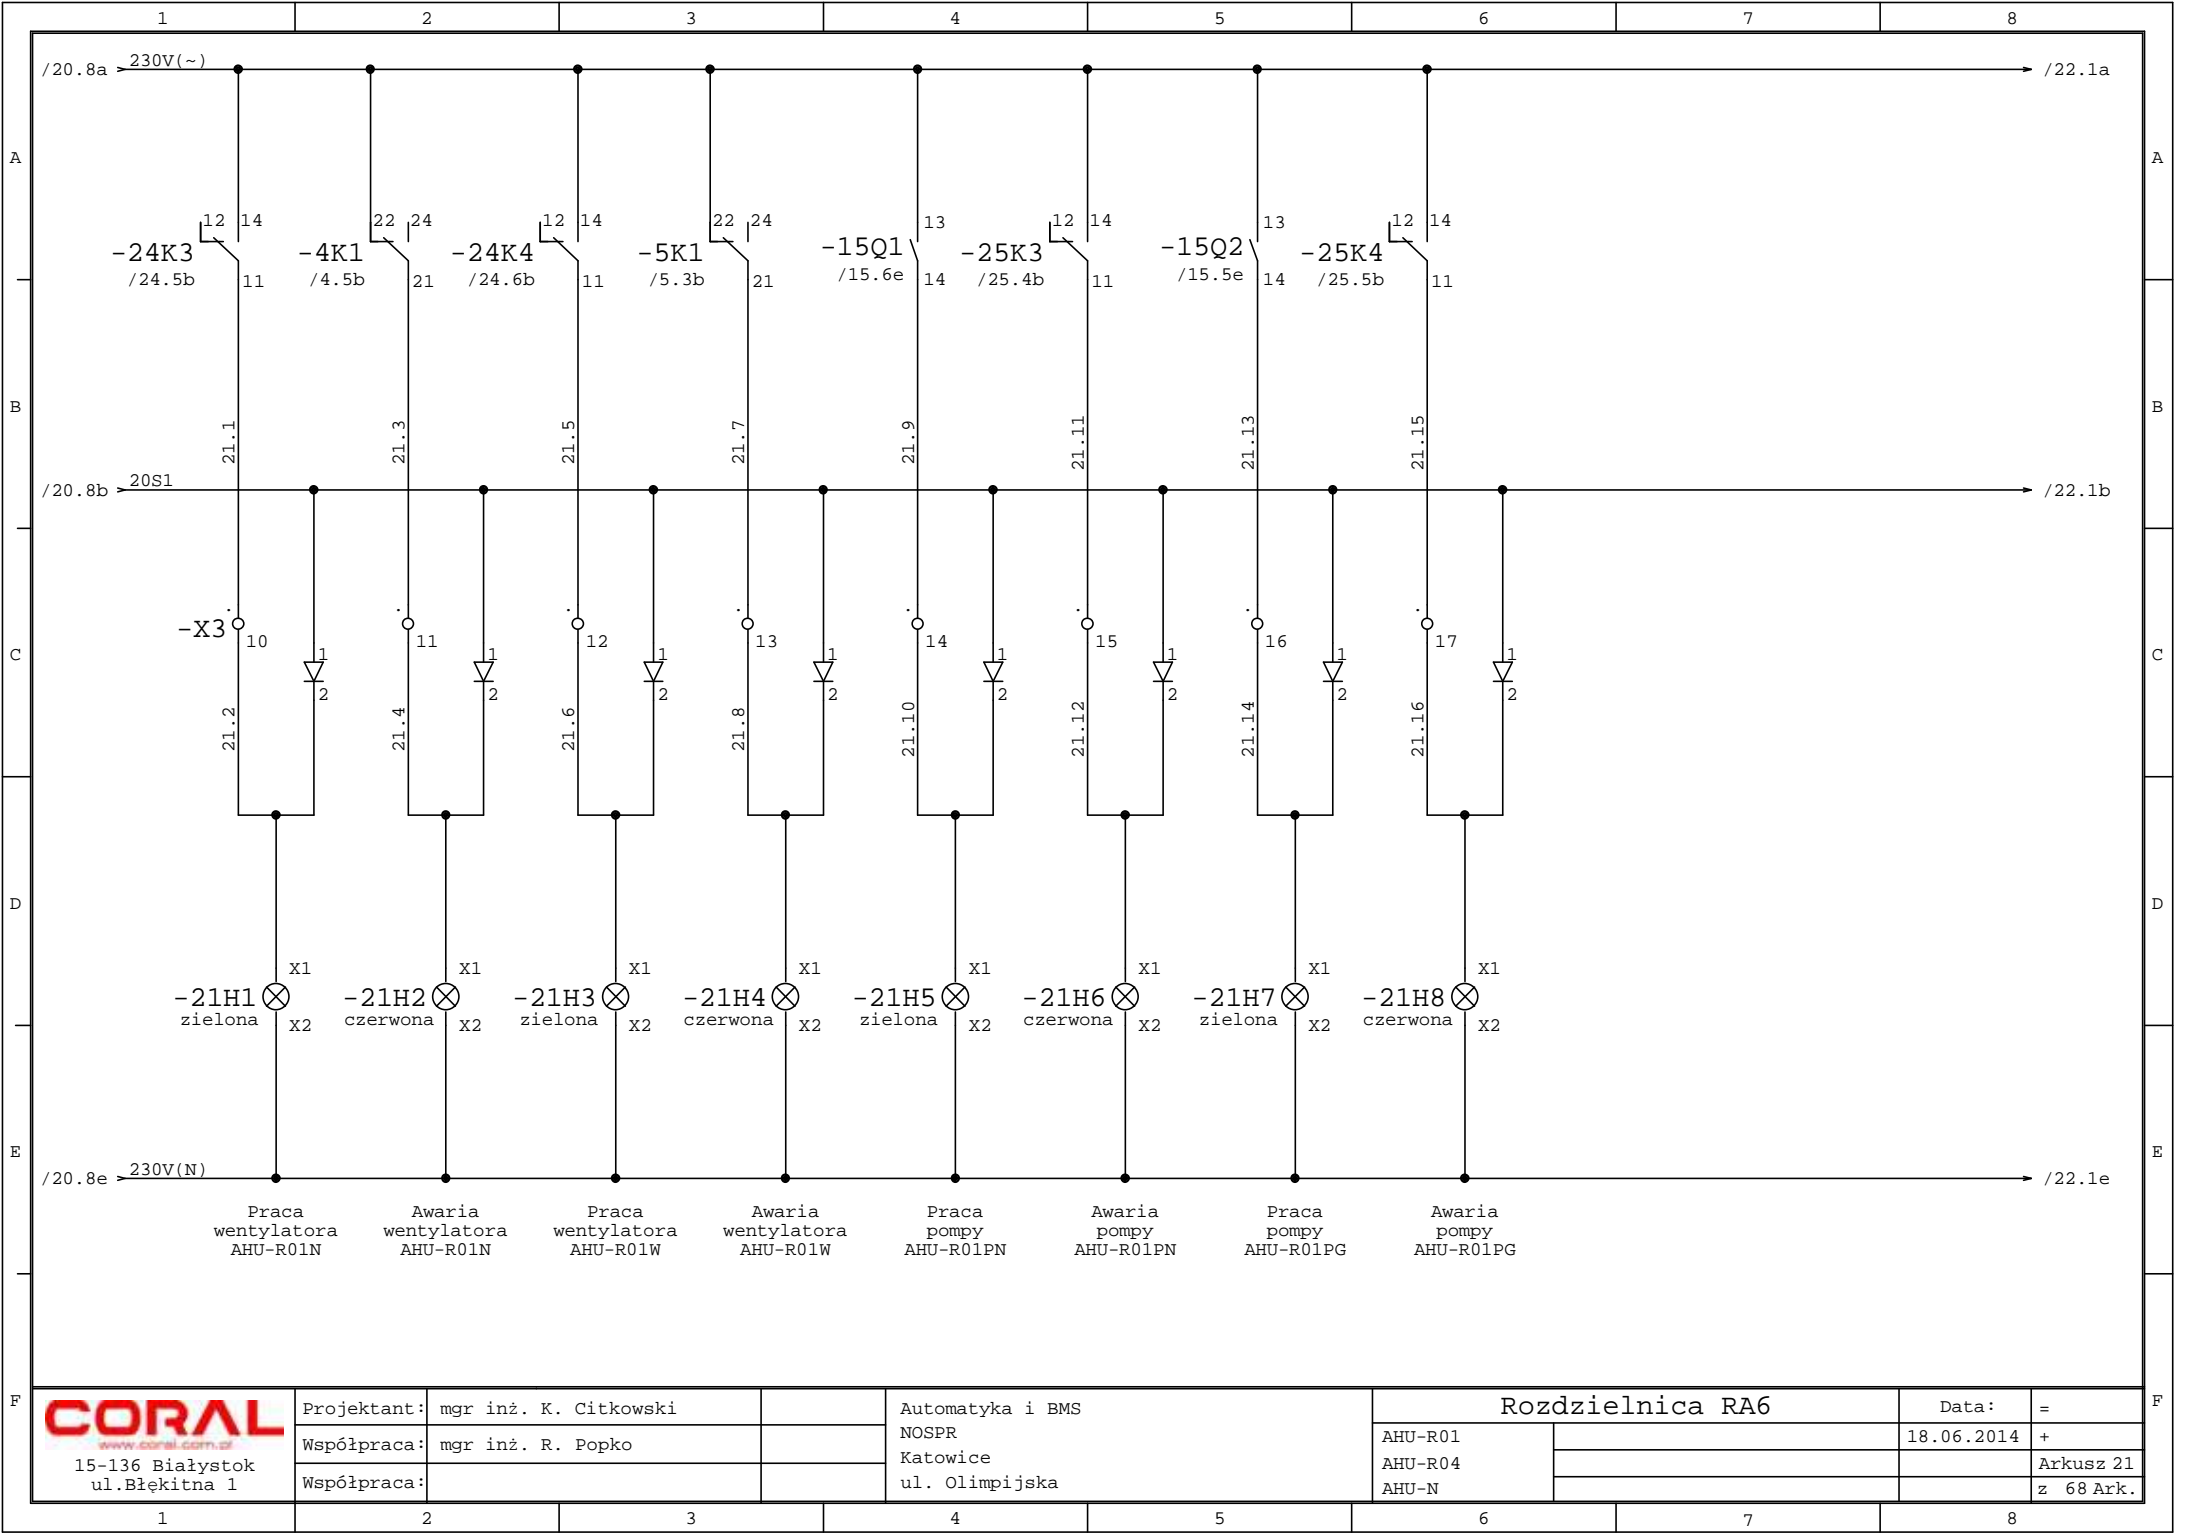 1 2 3 4 5 6 7 8
/20.8a 230V(~) /22.1a
A A
12 14 22 24 12 14 22 24 13 12 14 13 12 14
-24K3 -4K1 -24K4 -5K1 -15Q1 -25K3 -15Q2 -25K4
/24.5b 11 /4.5b 21 /24.6b 11 /5.3b 21 /15.6e 14 /25.4b 11 /15.5e 14 /25.5b 11
B B
21.1 21.3 21.5 21.7 21.9 21.11 21.13 21.15
/20.8b 20S1 /22.1b
. . . . . . . .
-X3 10 11 12 13 14 15 16 17
C C
1 1 1 1 1 1 1 1
2 2 2 2 2 2 2 2
21.2 21.4 21.6 21.8 21.10 21.12 21.14 21.16
D D
X1 X1 X1 X1 X1 X1 X1 X1
-21H1 -21H2 -21H3 -21H4 -21H5 -21H6 -21H7 -21H8
zielona czerwona zielona czerwona zielona czerwona zielona czerwona
X2 X2 X2 X2 X2 X2 X2 X2
E E
/20.8e 230V(N) /22.1e
Praca
wentylatora
AHU-R01N
Awaria
wentylatora
AHU-R01N
Praca
wentylatora
AHU-R01W
Awaria
wentylatora
AHU-R01W
Praca
pompy
AHU-R01PN
Awaria
pompy
AHU-R01PN
Praca
pompy
AHU-R01PG
Awaria
pompy
AHU-R01PG
F F
CORAL
www.coral.com.pl
15-136 Białystok
ul.Błękitna 1
Projektant: mgr inż. K. Citkowski
Współpraca: mgr inż. R. Popko
Współpraca:
Automatyka i BMS
NOSPR
Katowice
ul. Olimpijska
Rozdzielnica RA6
AHU-R01
AHU-R04
AHU-N
Data:
18.06.2014
=
+
Arkusz 21
z 68 Ark.
1 2 3 4 5 6 7 8